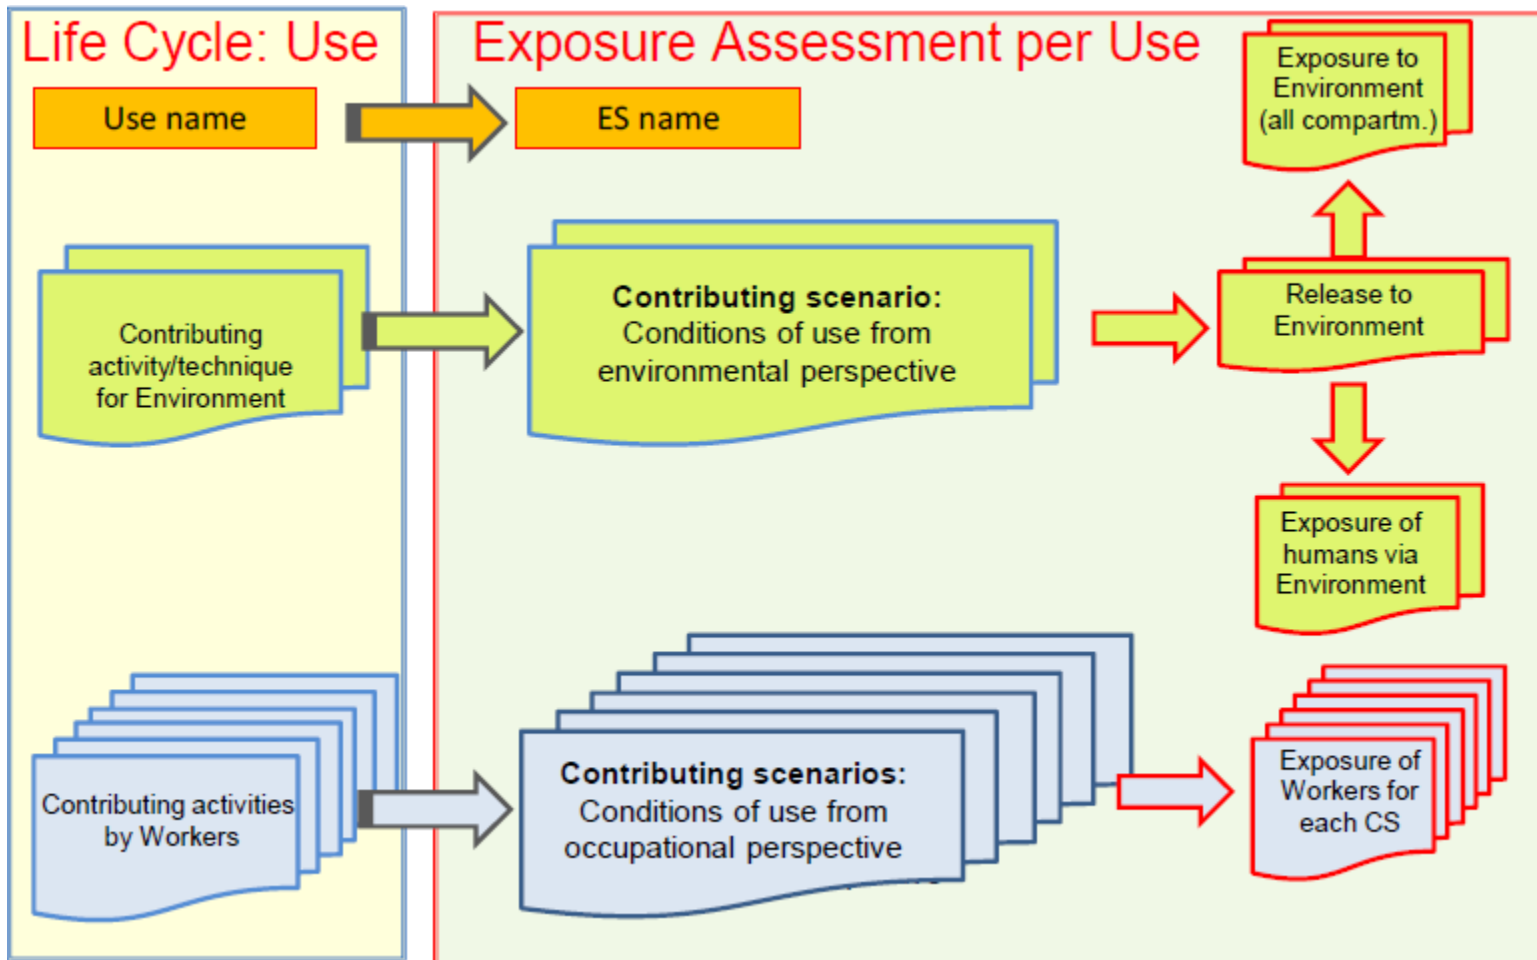 Life Cycle: Use
Exposure Assessment per Use
Use name
ES name
Exposure to
Environment
(all compartm.)
Contributing
activity/technique
for Environment
Contributing scenario:
Conditions of use from
environmental perspective
Release to
Environment
Exposure of
humans via
Environment
Contributing activities
by Workers
Contributing scenarios:
Conditions of use from
occupational perspective
Exposure of
Workers for
each CS